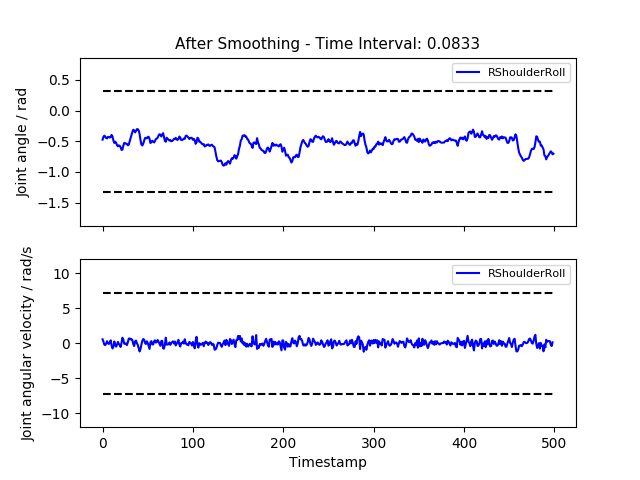 After Smoothing - Time Interval: 0.0833
Joint angle / rad
0.5
0.0
−0.5
−1.0
−1.5
RShoulderRoll
Joint angular velocity / rad/s
10
5
0
−5
−10
RShoulderRoll
0
100
200
300
400
500
Timestamp